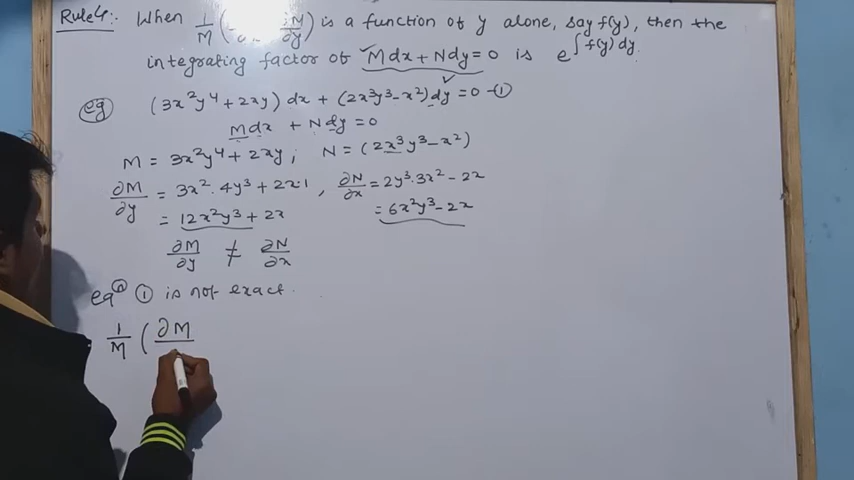 Rule4:- When 1/M ( ∂N/∂y ) is a function of y alone, say f(y), then the
integrating factor of Mdx + Ndy = 0 is e^∫f(y)dy.
eg (3x²y⁴ + 2xy) dx + (2x³y³ - x²) dy = 0 -①
Mdx + Ndy = 0
M = 3x²y⁴ + 2xy ; N = (2x³y³ - x²)
∂M/∂y = 3x². 4y³ + 2x.1 , ∂N/∂x = 2y³. 3x² - 2x
= 12x²y³ + 2x = 6x²y³ - 2x
∂M/∂y ≠ ∂N/∂x
eqⁿ ① is not exact.
1/M ( ∂M